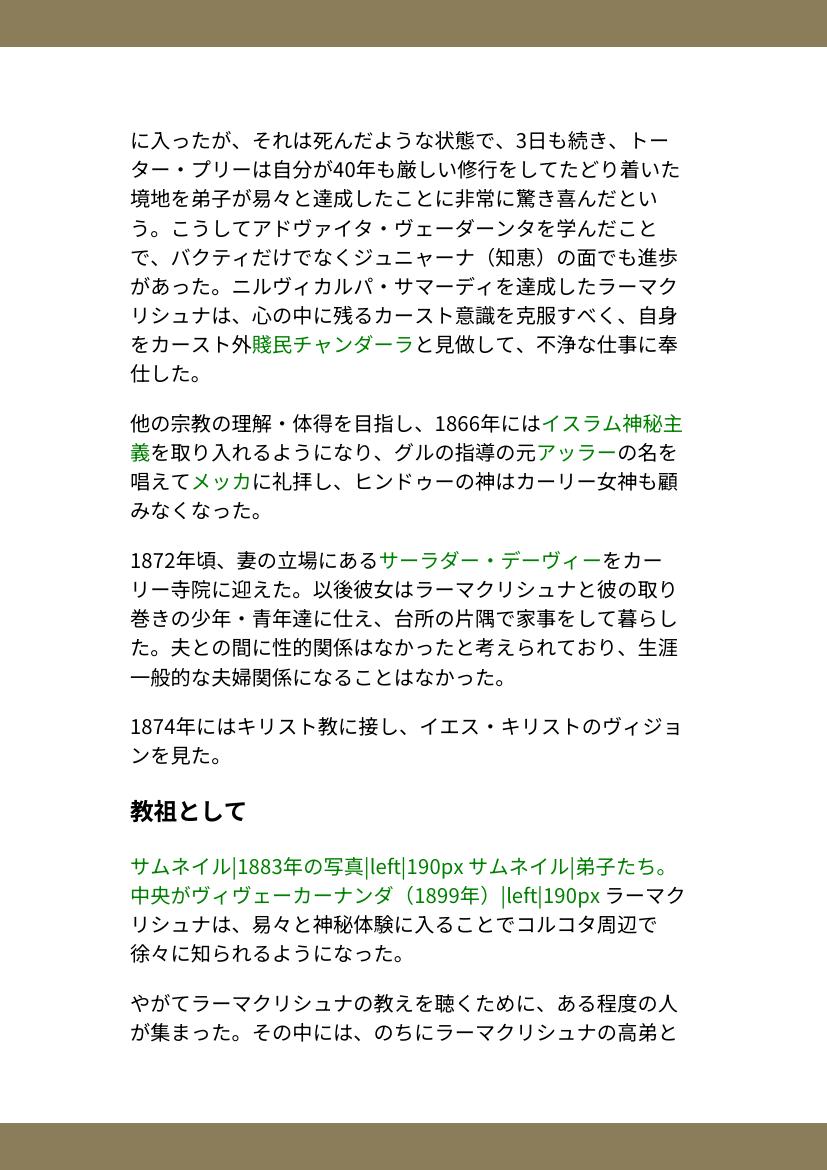 に入ったが、それは死んだような状態で、3日も続き、トー
ター・プリーは自分が40年も厳しい修行をしてたどり着いた
境地を弟子が易々と達成したことに非常に驚き喜んだとい
う。こうしてアドヴァイタ・ヴェーダーンタを学んだこと
で、バクティだけでなくジュニャーナ（知恵）の面でも進歩
があった。ニルヴィカルパ・サマーディを達成したラーマク
リシュナは、心の中に残るカースト意識を克服すべく、自身
をカースト外賤民チャンダーラと見做して、不浄な仕事に奉
仕した。
他の宗教の理解・体得を目指し、1866年にはイスラム神秘主
義を取り入れるようになり、グルの指導の元アッラーの名を
唱えてメッカに礼拝し、ヒンドゥーの神はカーリー女神も顧
みなくなった。
1872年頃、妻の立場にあるサーラダー・デーヴィーをカー
リー寺院に迎えた。以後彼女はラーマクリシュナと彼の取り
巻きの少年・青年達に仕え、台所の片隅で家事をして暮らし
た。夫との間に性的関係はなかったと考えられており、生涯
一般的な夫婦関係になることはなかった。
1874年にはキリスト教に接し、イエス・キリストのヴィジョ
ンを見た。
教祖として
サムネイル|1883年の写真|left|190px サムネイル|弟子たち。
中央がヴィヴェーカーナンダ（1899年）|left|190px ラーマク
リシュナは、易々と神秘体験に入ることでコルコタ周辺で
徐々に知られるようになった。
やがてラーマクリシュナの教えを聴くために、ある程度の人
が集まった。その中には、のちにラーマクリシュナの高弟と